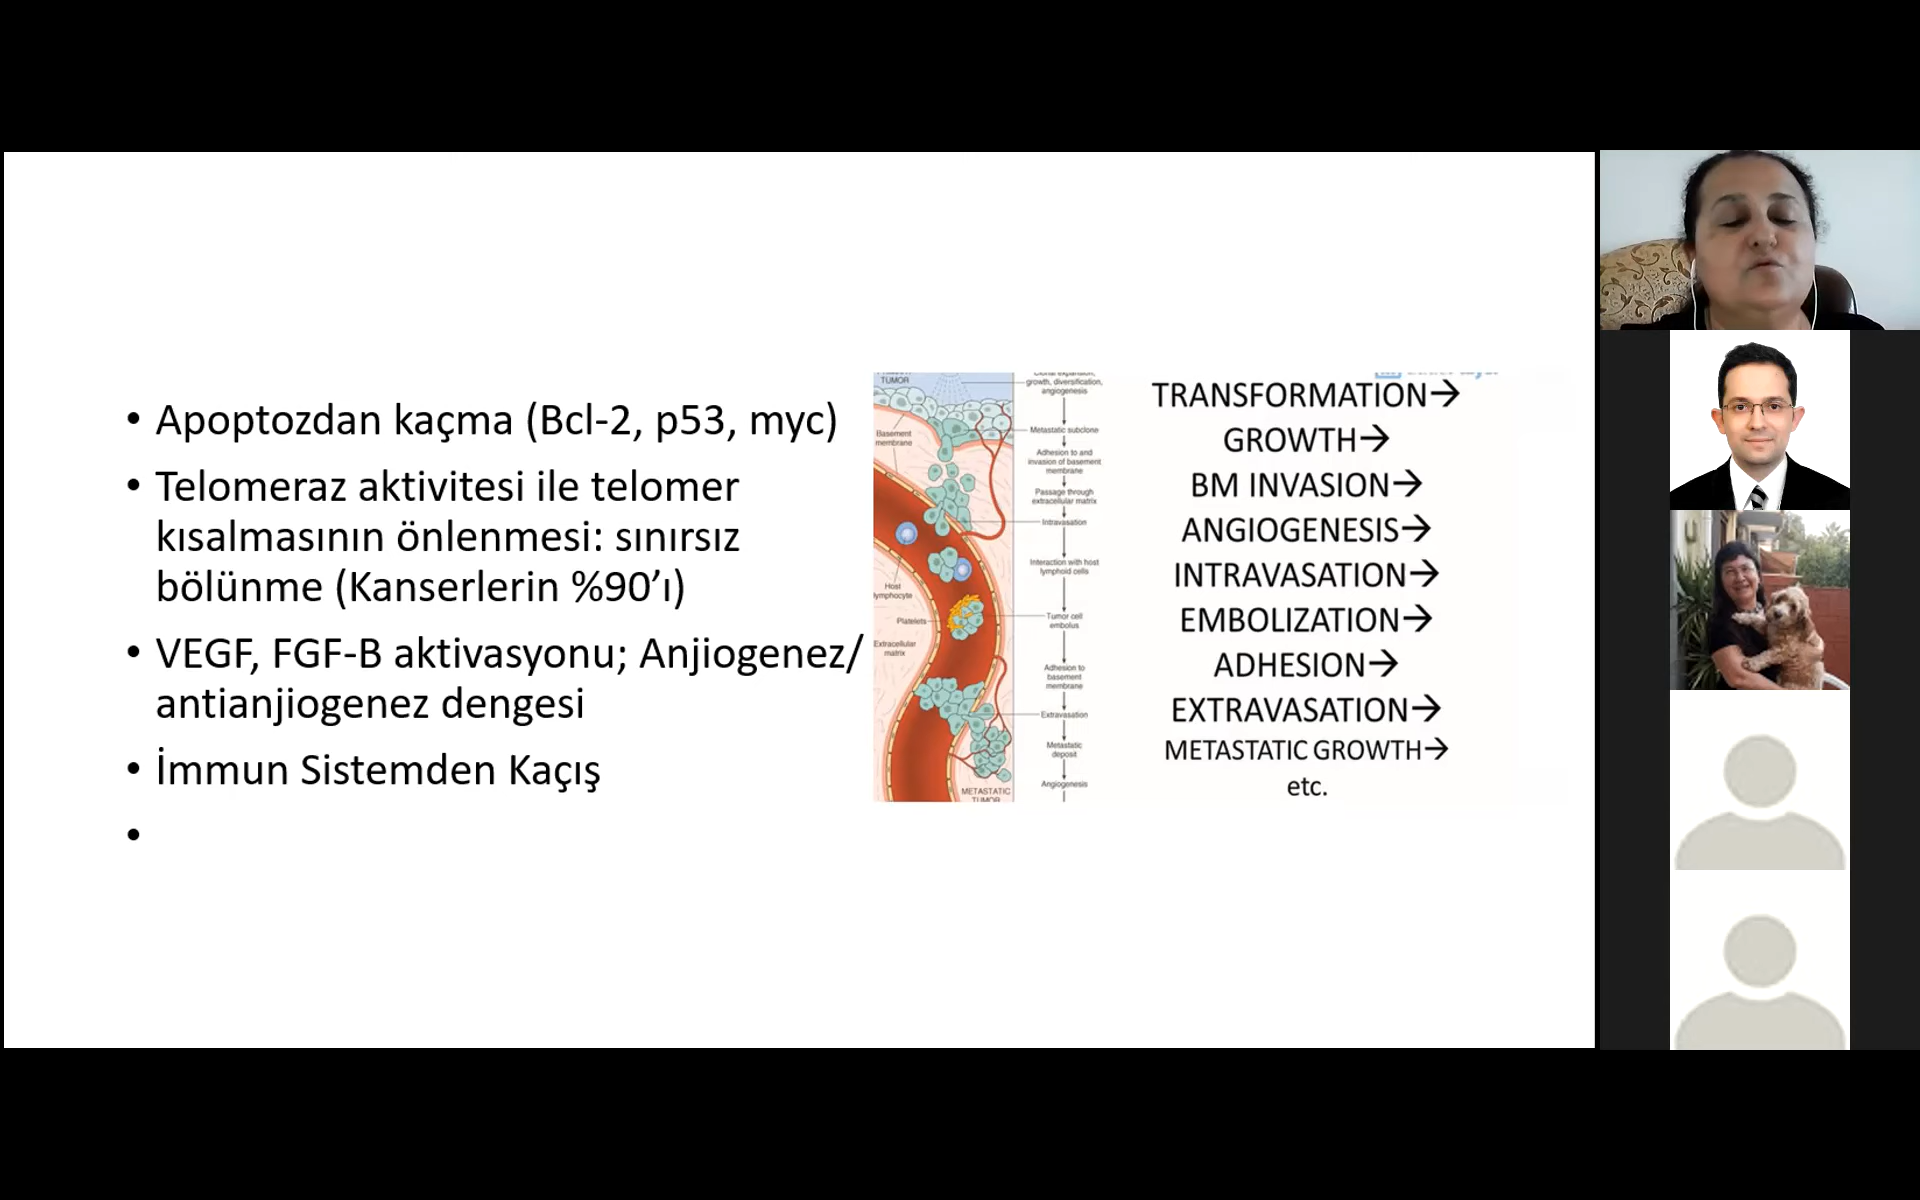 • Apoptozdan kaçma (Bcl-2, p53, myc)
• Telomeraz aktivitesi ile telomer
kısalmasının önlenmesi: sınırsız
bölünme (Kanserlerin %90’ı)
• VEGF, FGF-B aktivasyonu; Anjiogenez/
antianjiogenez dengesi
• İmmun Sistemden Kaçış
•
TUMOR
Basement
membrane
Host
lymphocyte
Platelets
Extracellular
matrix
METASTATIC
TUMOR
growth, diversification,
angiogenesis
Metastatic subclone
Adhesion to and
invasion of basement
membrane
Passage through
extracellular matrix
Intravasation
Interaction with host
lymphoid cells
Tumor cell
embolus
Adhesion to
basement
membrane
Extravasation
Metastatic
deposit
Angiogenesis
TRANSFORMATION→
GROWTH→
BM INVASION→
ANGIOGENESIS→
INTRAVASATION→
EMBOLIZATION→
ADHESION→
EXTRAVASATION→
METASTATIC GROWTH→
etc.